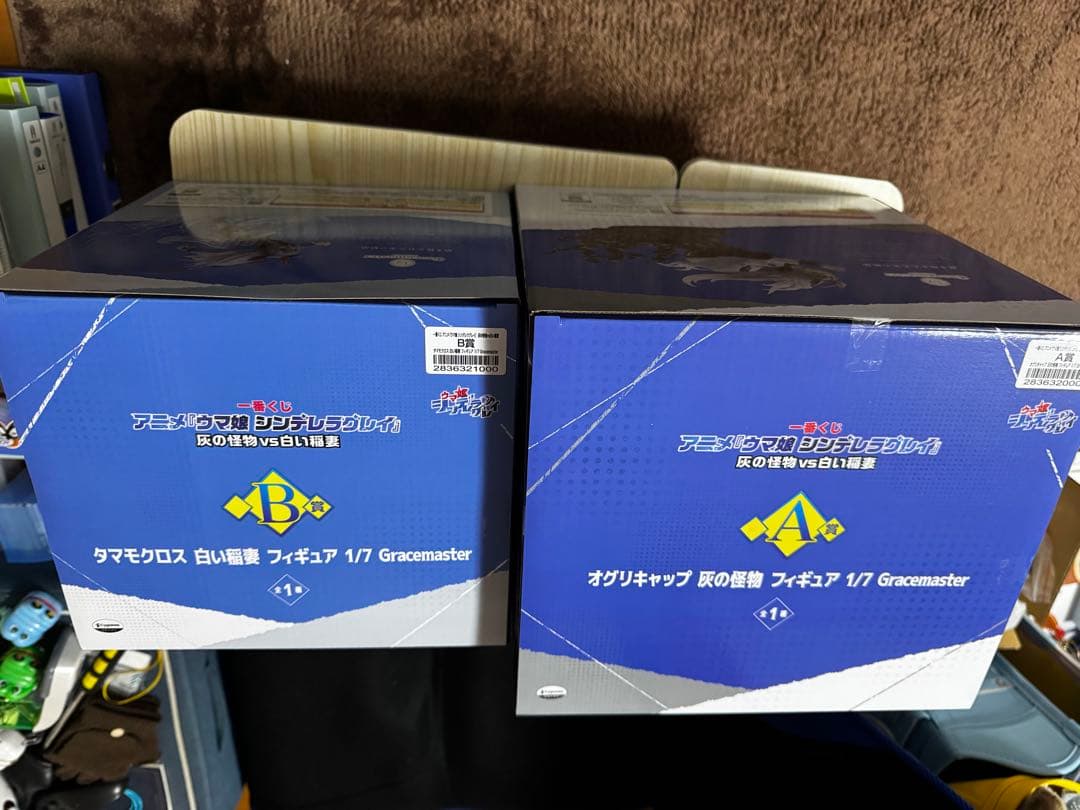 B賞
2836321000
一番くじ
アニメ『ウマ娘 シンデレラグレイ』
灰の怪物vs白い稲妻
B賞
タマモクロス 白い稲妻 フィギュア 1/7 Gracemaster
全1種
A賞
283632000
一番くじ
アニメ『ウマ娘 シンデレラグレイ』
灰の怪物vs白い稲妻
A賞
オグリキャップ 灰の怪物 フィギュア 1/7 Gracemaster
全1種